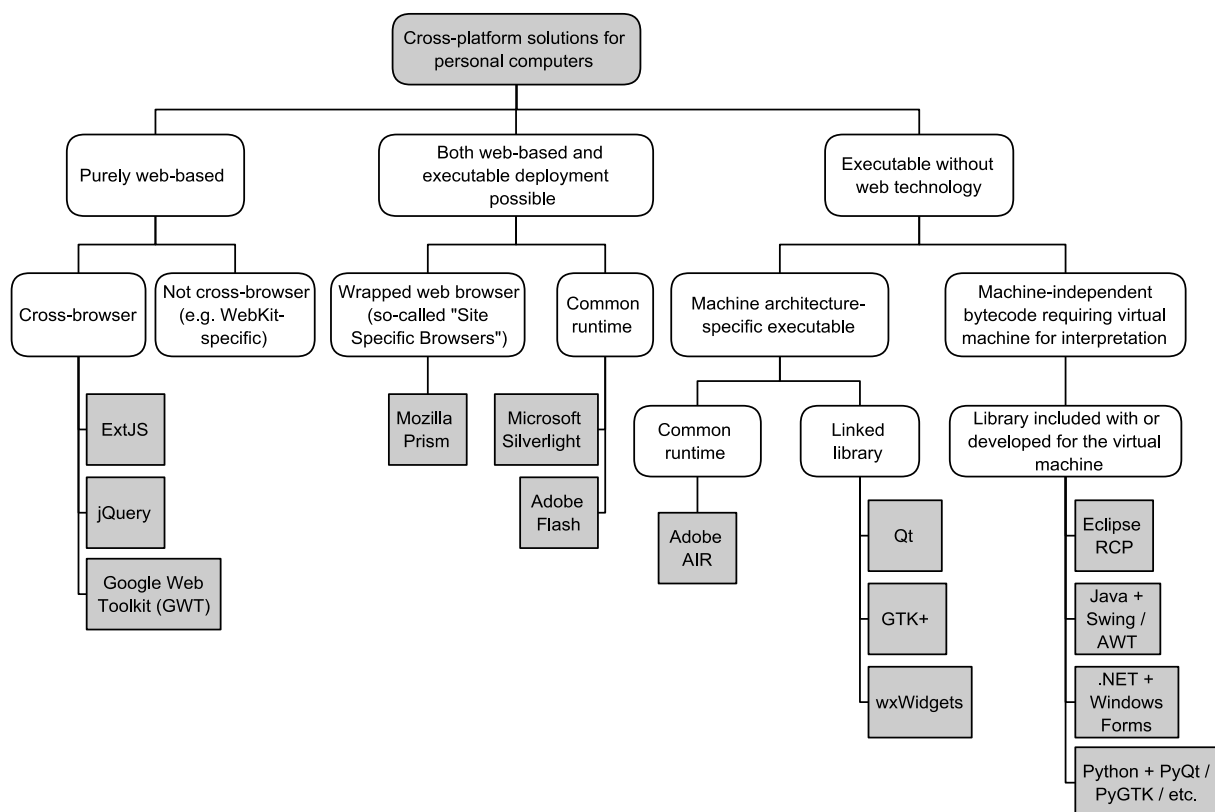 Cross-platform solutions for
personal computers
Purely web-based
Both web-based and
executable deployment
possible
Executable without
web technology
Cross-browser
Not cross-browser
(e.g. WebKit-
specific)
Wrapped web browser
(so-called "Site
Specific Browsers")
Common
runtime
Machine architecture-
specific executable
Machine-independent
bytecode requiring virtual
machine for interpretation
ExtJS
jQuery
Google Web
Toolkit (GWT)
Mozilla
Prism
Microsoft
Silverlight
Adobe
Flash
Common
runtime
Linked
library
Library included with or
developed for the virtual
machine
Adobe
AIR
Qt
GTK+
wxWidgets
Eclipse
RCP
Java +
Swing /
AWT
.NET +
Windows
Forms
Python + PyQt /
PyGTK / etc.